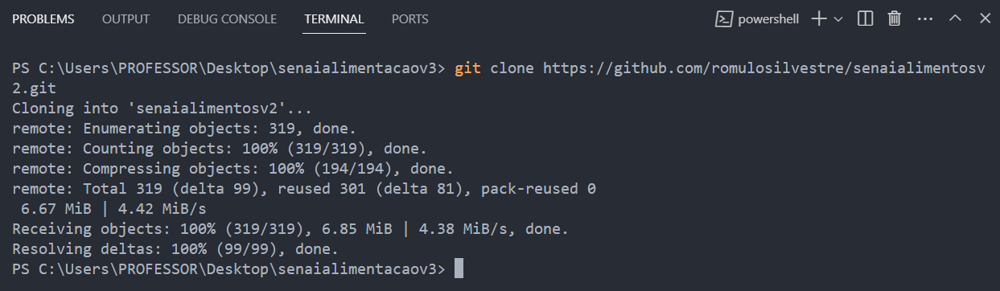 PROBLEMS OUTPUT DEBUG CONSOLE TERMINAL PORTS powershell
PS C:\Users\PROFESSOR\Desktop\senaialimentacaov3> git clone https://github.com/romulosilvestre/senaialimentosv
2.git
Cloning into 'senaialimentosv2'...
remote: Enumerating objects: 319, done.
remote: Counting objects: 100% (319/319), done.
remote: Compressing objects: 100% (194/194), done.
remote: Total 319 (delta 99), reused 301 (delta 81), pack-reused 0
 6.67 MiB | 4.42 MiB/s
Receiving objects: 100% (319/319), 6.85 MiB | 4.38 MiB/s, done.
Resolving deltas: 100% (99/99), done.
PS C:\Users\PROFESSOR\Desktop\senaialimentacaov3>